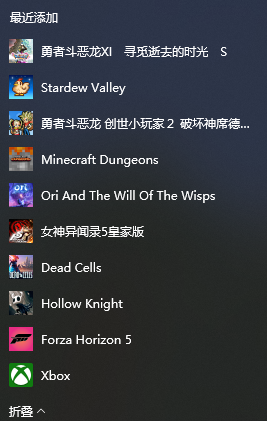 最近添加
勇者斗恶龙XI 寻觅逝去的时光 S
Stardew Valley
勇者斗恶龙 创世小玩家 2 破坏神席德...
Minecraft Dungeons
ori
Ori And The Will Of The Wisps
女神异闻录5皇家版
Dead Cells
Hollow Knight
Forza Horizon 5
Xbox
折叠